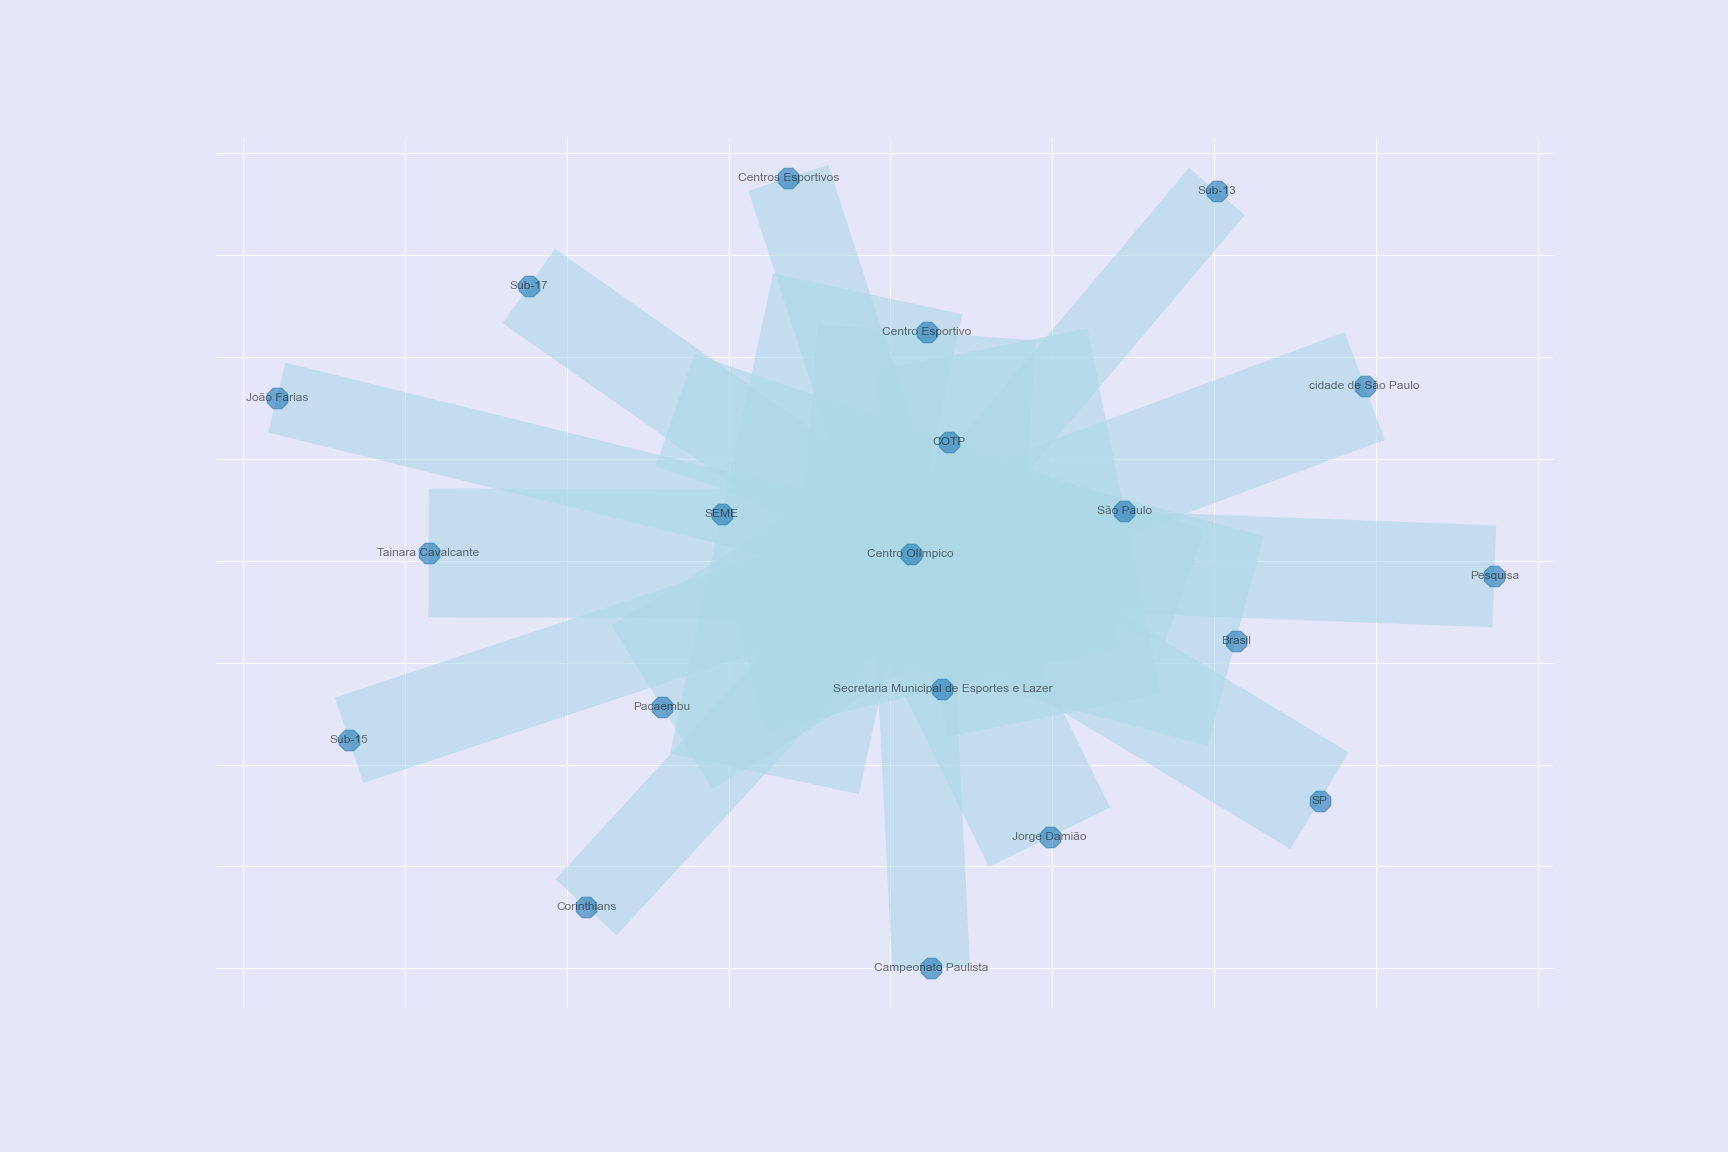 Centros Esportivos
Sub-13
Sub-17
Centro Esportivo
cidade de São Paulo
João Farias
COTP
São Paulo
SEME
Tainara Cavalcante
Centro Olímpico
Pesquisa
Brasil
Secretaria Municipal de Esportes e Lazer
Pacaembu
Sub-15
SP
Jorge Damião
Corinthians
Campeonato Paulista